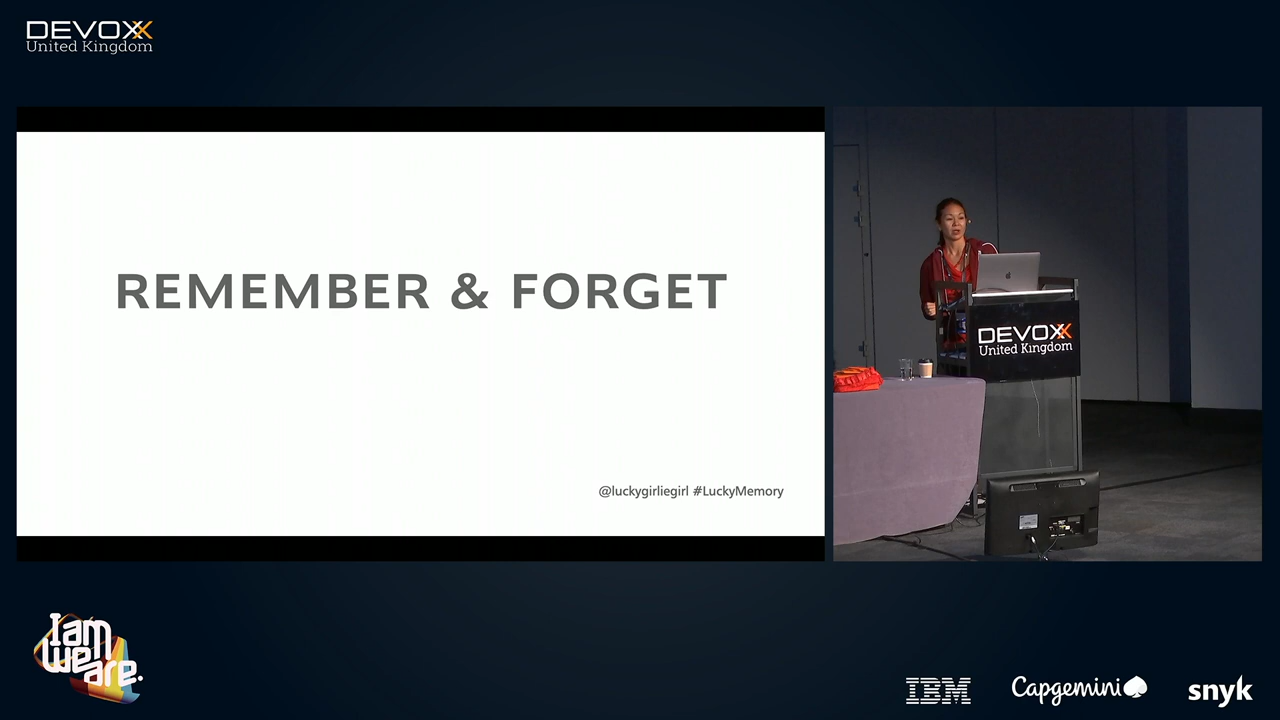 DEVOXX
United Kingdom
REMEMBER & FORGET
@luckygirliegirl #LuckyMemory
DEVOXX
United Kingdom
I am
We
are.
IBM
Capgemini
snyk